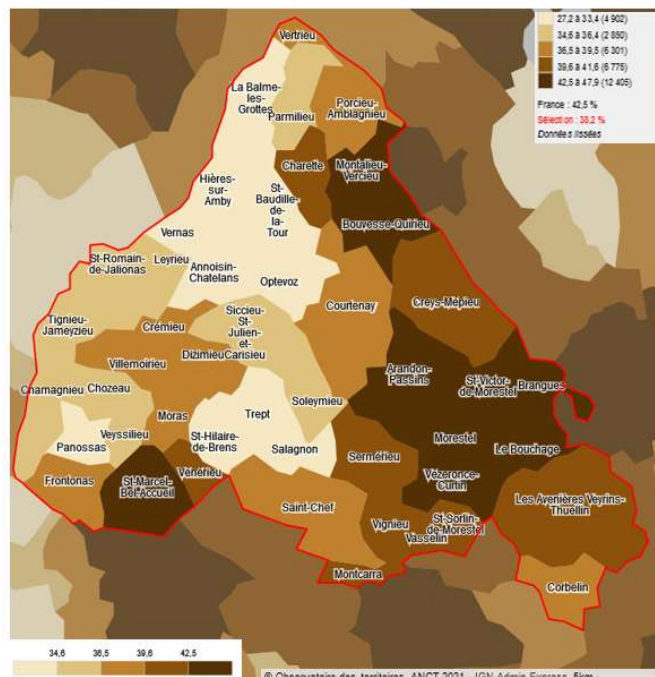 27,2 à 33,4 (4 902)
34,6 à 36,4 (2 850)
36,5 à 39,5 (6 301)
39,6 à 41,6 (6 775)
42,5 à 47,9 (12 405)
France : 42,5 %
Sélection : 38,2 %
Données lissées
Vertrieu
La Balme-
les-
Grottes
Parmilieu
Porcieu-
Amblagnieu
Charette
Montalieu-
Vercieu
Hières-
sur-
Amby
St-
Baudille-
de-
la-
Tour
Bouvesse-Quirieu
Vernas
St-Romain-
de-Jalionas
Leyrieu
Annoisin-
Chatelans
Optevoz
Courtenay
Creys-Mépieu
Tignieu-
Jameyzieu
Crémieu
Siccieu-
St-
Julien-
et-
Carisieu
Dizimieu
Villemoirieu
Arandon-
Passins
St-Victor-
de-Morestel
Brangues
Chamagnieu
Chozeau
Soleymieu
Moras
Trept
Veyssilieu
Panossas
St-Hilaire-
de-Brens
Salagnon
Morestel
Le Bouchage
Sermérieu
Vézeronce-
Curtin
Frontonas
St-Marcel-
Bel-Accueil
Vénérieu
Saint-Chef
Les Avenières Veyrins-
Thuellin
Vignieu
St-Sorlin-
de-Morestel
Vasselin
Montcarra
Corbelin
34,6 36,5 39,6 42,5
© Observatoire des territoires, ANCT 2021 - IGN Admin Express 5km